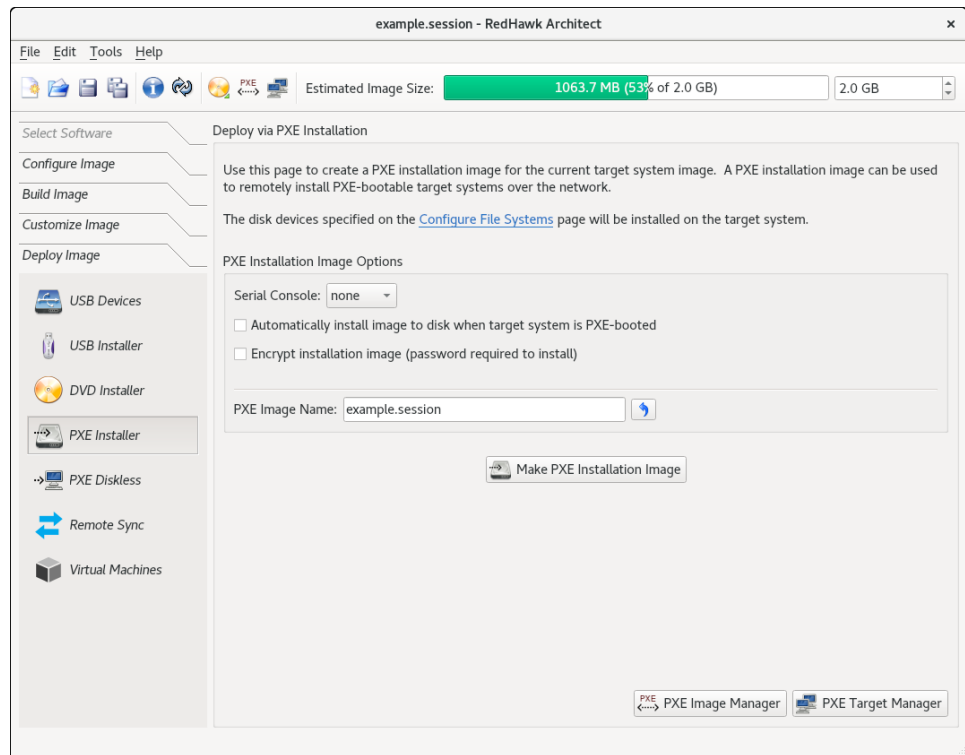 example.session - RedHawk Architect
×
File Edit Tools Help
PXE
Estimated Image Size:
1063.7 MB (53% of 2.0 GB)
2.0 GB
Select Software
Configure Image
Build Image
Customize Image
Deploy Image
USB Devices
USB Installer
DVD Installer
PXE Installer
PXE Diskless
Remote Sync
Virtual Machines
Deploy via PXE Installation
Use this page to create a PXE installation image for the current target system image. A PXE installation image can be used
to remotely install PXE-bootable target systems over the network.
The disk devices specified on the Configure File Systems page will be installed on the target system.
PXE Installation Image Options
Serial Console: none
Automatically install image to disk when target system is PXE-booted
Encrypt installation image (password required to install)
PXE Image Name: example.session
Make PXE Installation Image
PXE PXE Image Manager
PXE Target Manager